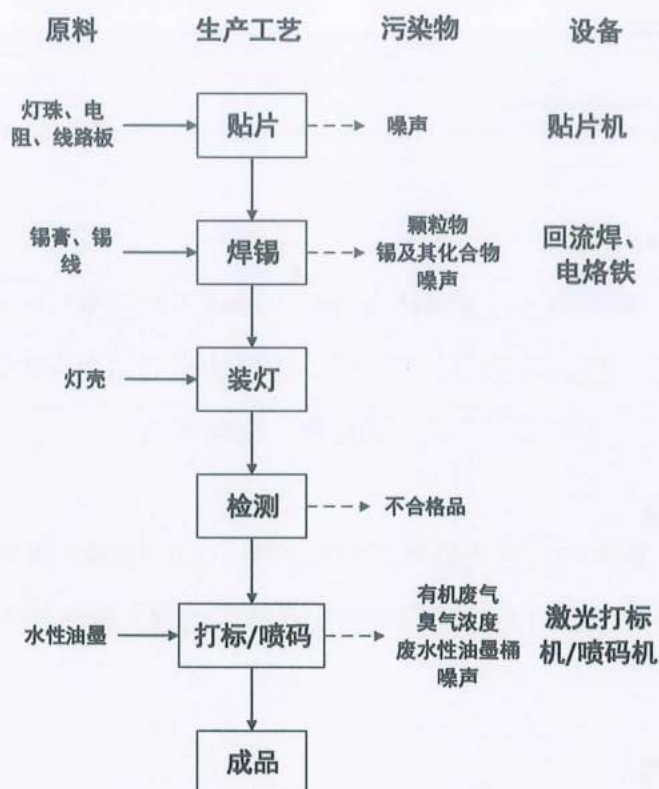 原料 生产工艺 污染物 设备
灯珠、电
阻、线路板
贴片
噪声
贴片机
锡膏、锡
线
焊锡
颗粒物
锡及其化合物
噪声
回流焊、
电烙铁
灯壳
装灯
检测
不合格品
水性油墨
打标/喷码
有机废气
臭气浓度
废水性油墨桶
噪声
激光打标
机/喷码机
成品